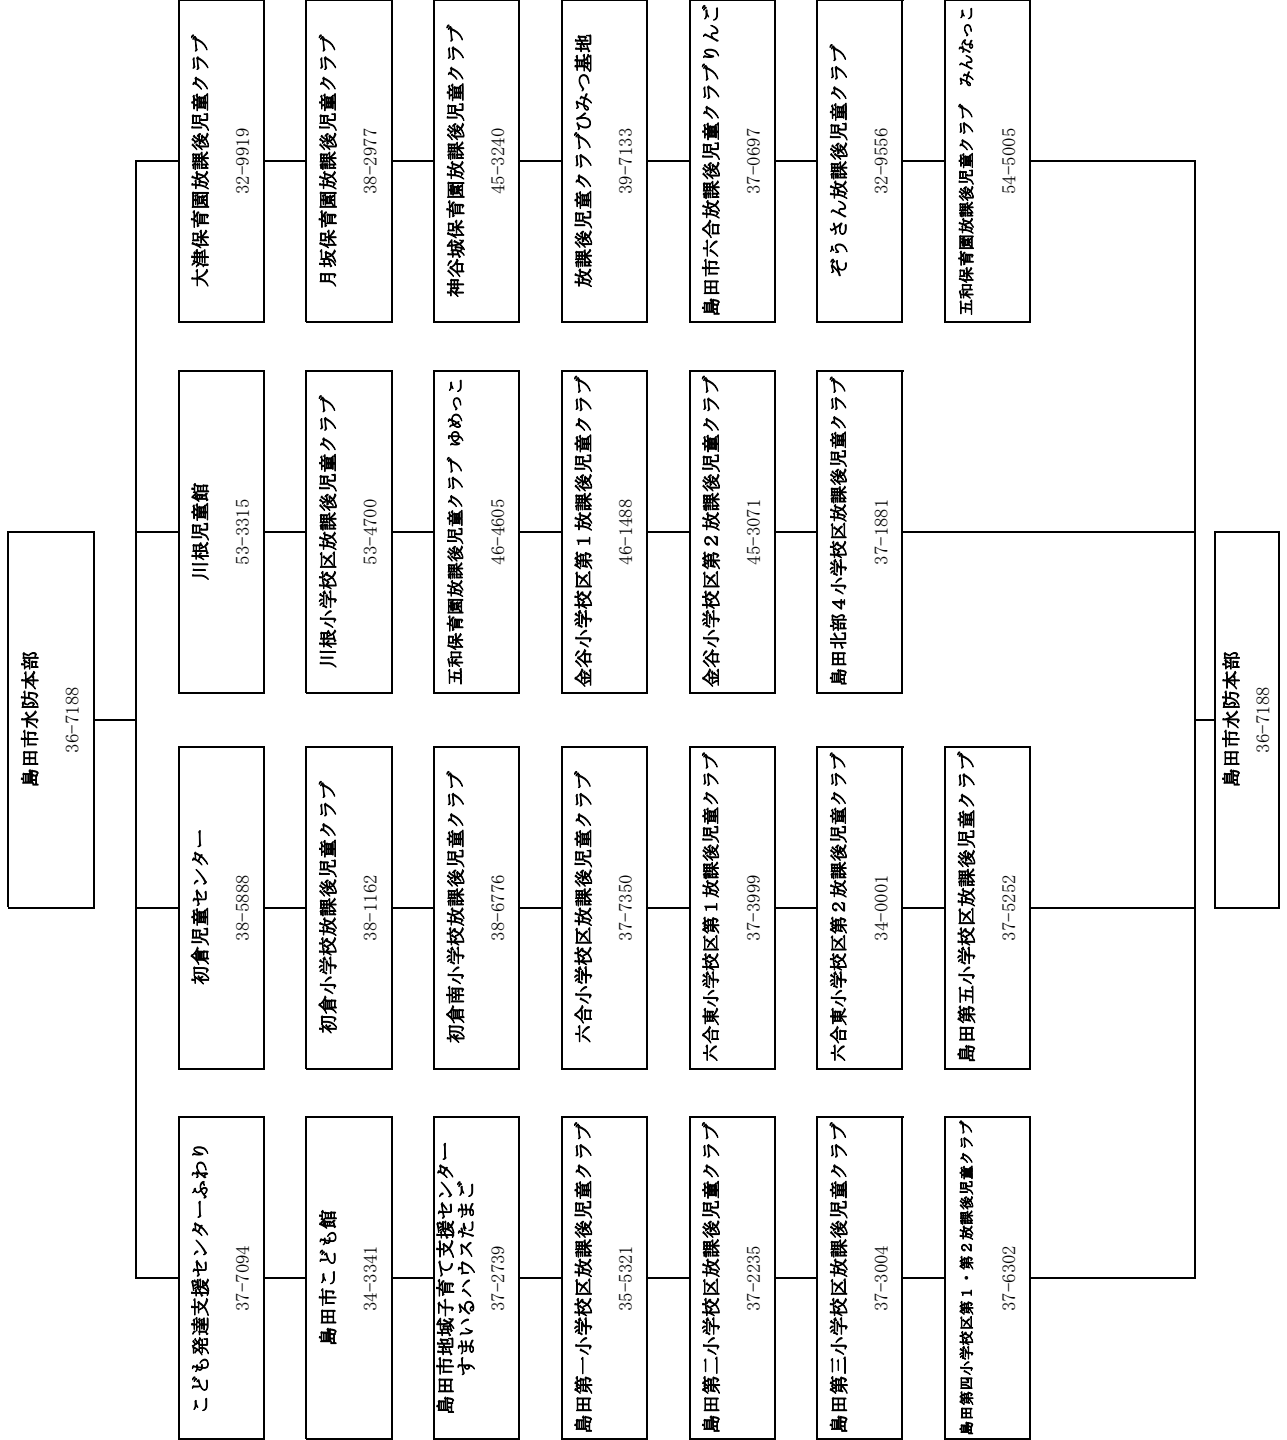 島田市水防本部
36-7188
こども発達支援センターふわり
37-7094
島田市こども館
34-3341
島田市地域子育て支援センター
すまいるハウスたまご
37-2739
島田第一小学校区放課後児童クラブ
35-5321
島田第二小学校区放課後児童クラブ
37-2235
島田第三小学校区放課後児童クラブ
37-3004
島田第四小学校区第１・第２放課後児童クラブ
37-6302
初倉児童センター
38-5888
初倉小学校放課後児童クラブ
38-1162
初倉南小学校放課後児童クラブ
38-6776
六合小学校区放課後児童クラブ
37-7350
六合東小学校区第１放課後児童クラブ
37-3999
六合東小学校区第２放課後児童クラブ
34-0001
島田第五小学校区放課後児童クラブ
37-5252
川根児童館
53-3315
川根小学校区放課後児童クラブ
53-4700
五和保育園放課後児童クラブ ゆめっこ
46-4605
金谷小学校区第１放課後児童クラブ
46-1488
金谷小学校区第２放課後児童クラブ
45-3071
島田北部４小学校区放課後児童クラブ
37-1881
大津保育園放課後児童クラブ
32-9919
月坂保育園放課後児童クラブ
38-2977
神谷城保育園放課後児童クラブ
45-3240
放課後児童クラブひみつ基地
39-7133
島田市六合放課後児童クラブりんご
37-0697
ぞうさん放課後児童クラブ
32-9556
五和保育園放課後児童クラブ　みんなっこ
54-5005
島田市水防本部
36-7188